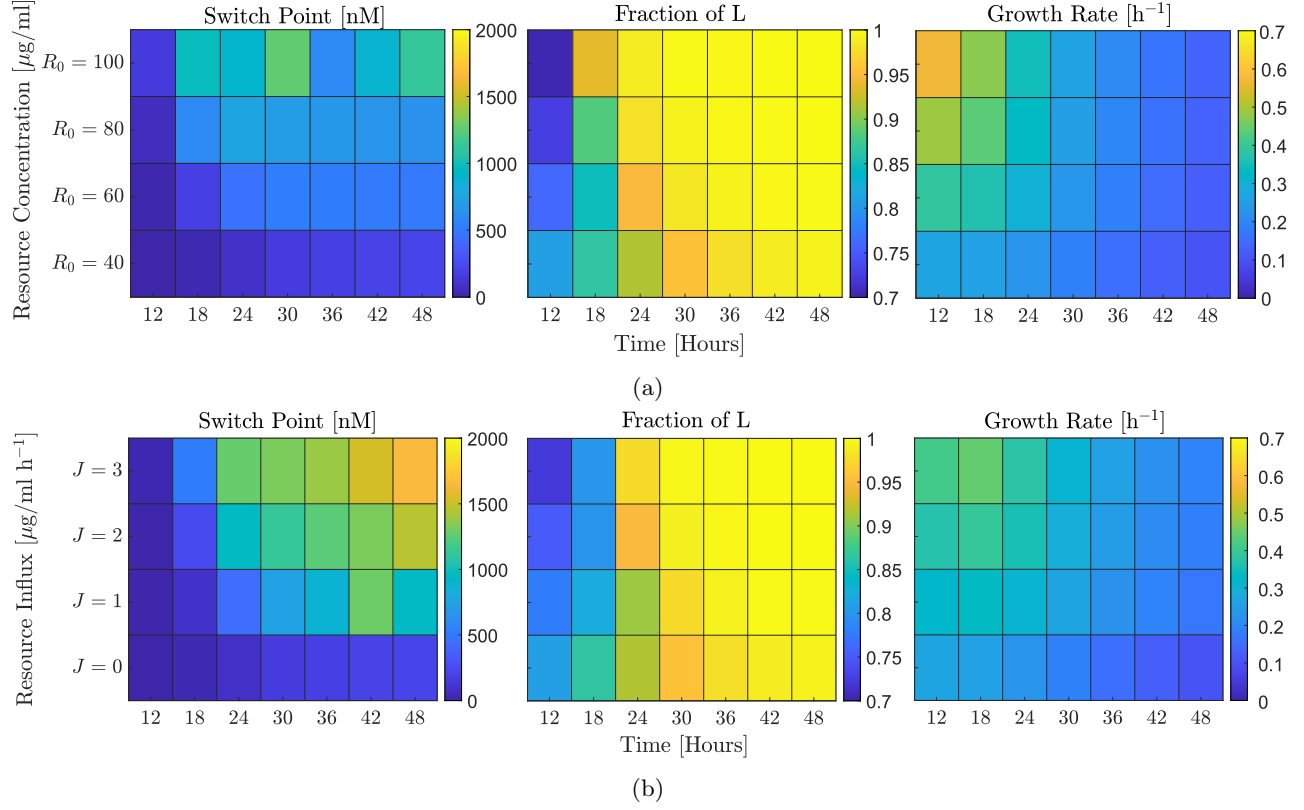 Switch Point [nM]
Fraction of L
Growth Rate [h⁻¹]
Resource Concentration [μg/ml]
R₀ = 100
R₀ = 80
R₀ = 60
R₀ = 40
2000
1500
1000
500
0
1
0.95
0.9
0.85
0.8
0.75
0.7
0.7
0.6
0.5
0.4
0.3
0.2
0.1
0
12 18 24 30 36 42 48
12 18 24 30 36 42 48
12 18 24 30 36 42 48
Time [Hours]
(a)
Switch Point [nM]
Fraction of L
Growth Rate [h⁻¹]
Resource Influx [μg/ml h⁻¹]
J = 3
J = 2
J = 1
J = 0
2000
1500
1000
500
0
1
0.95
0.9
0.85
0.8
0.75
0.7
0.7
0.6
0.5
0.4
0.3
0.2
0.1
0
12 18 24 30 36 42 48
12 18 24 30 36 42 48
12 18 24 30 36 42 48
Time [Hours]
(b)